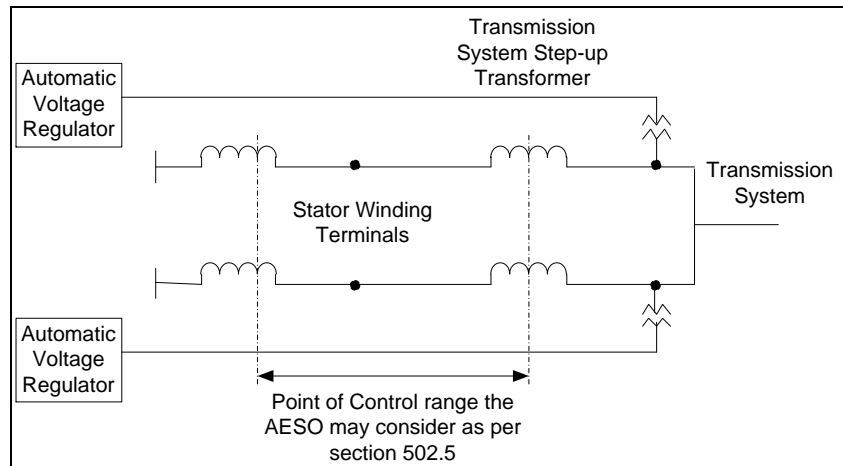 Transmission
System Step-up
Transformer
Automatic
Voltage
Regulator
Transmission
System
Stator Winding
Terminals
Automatic
Voltage
Regulator
Point of Control range the
AESO may consider as per
section 502.5